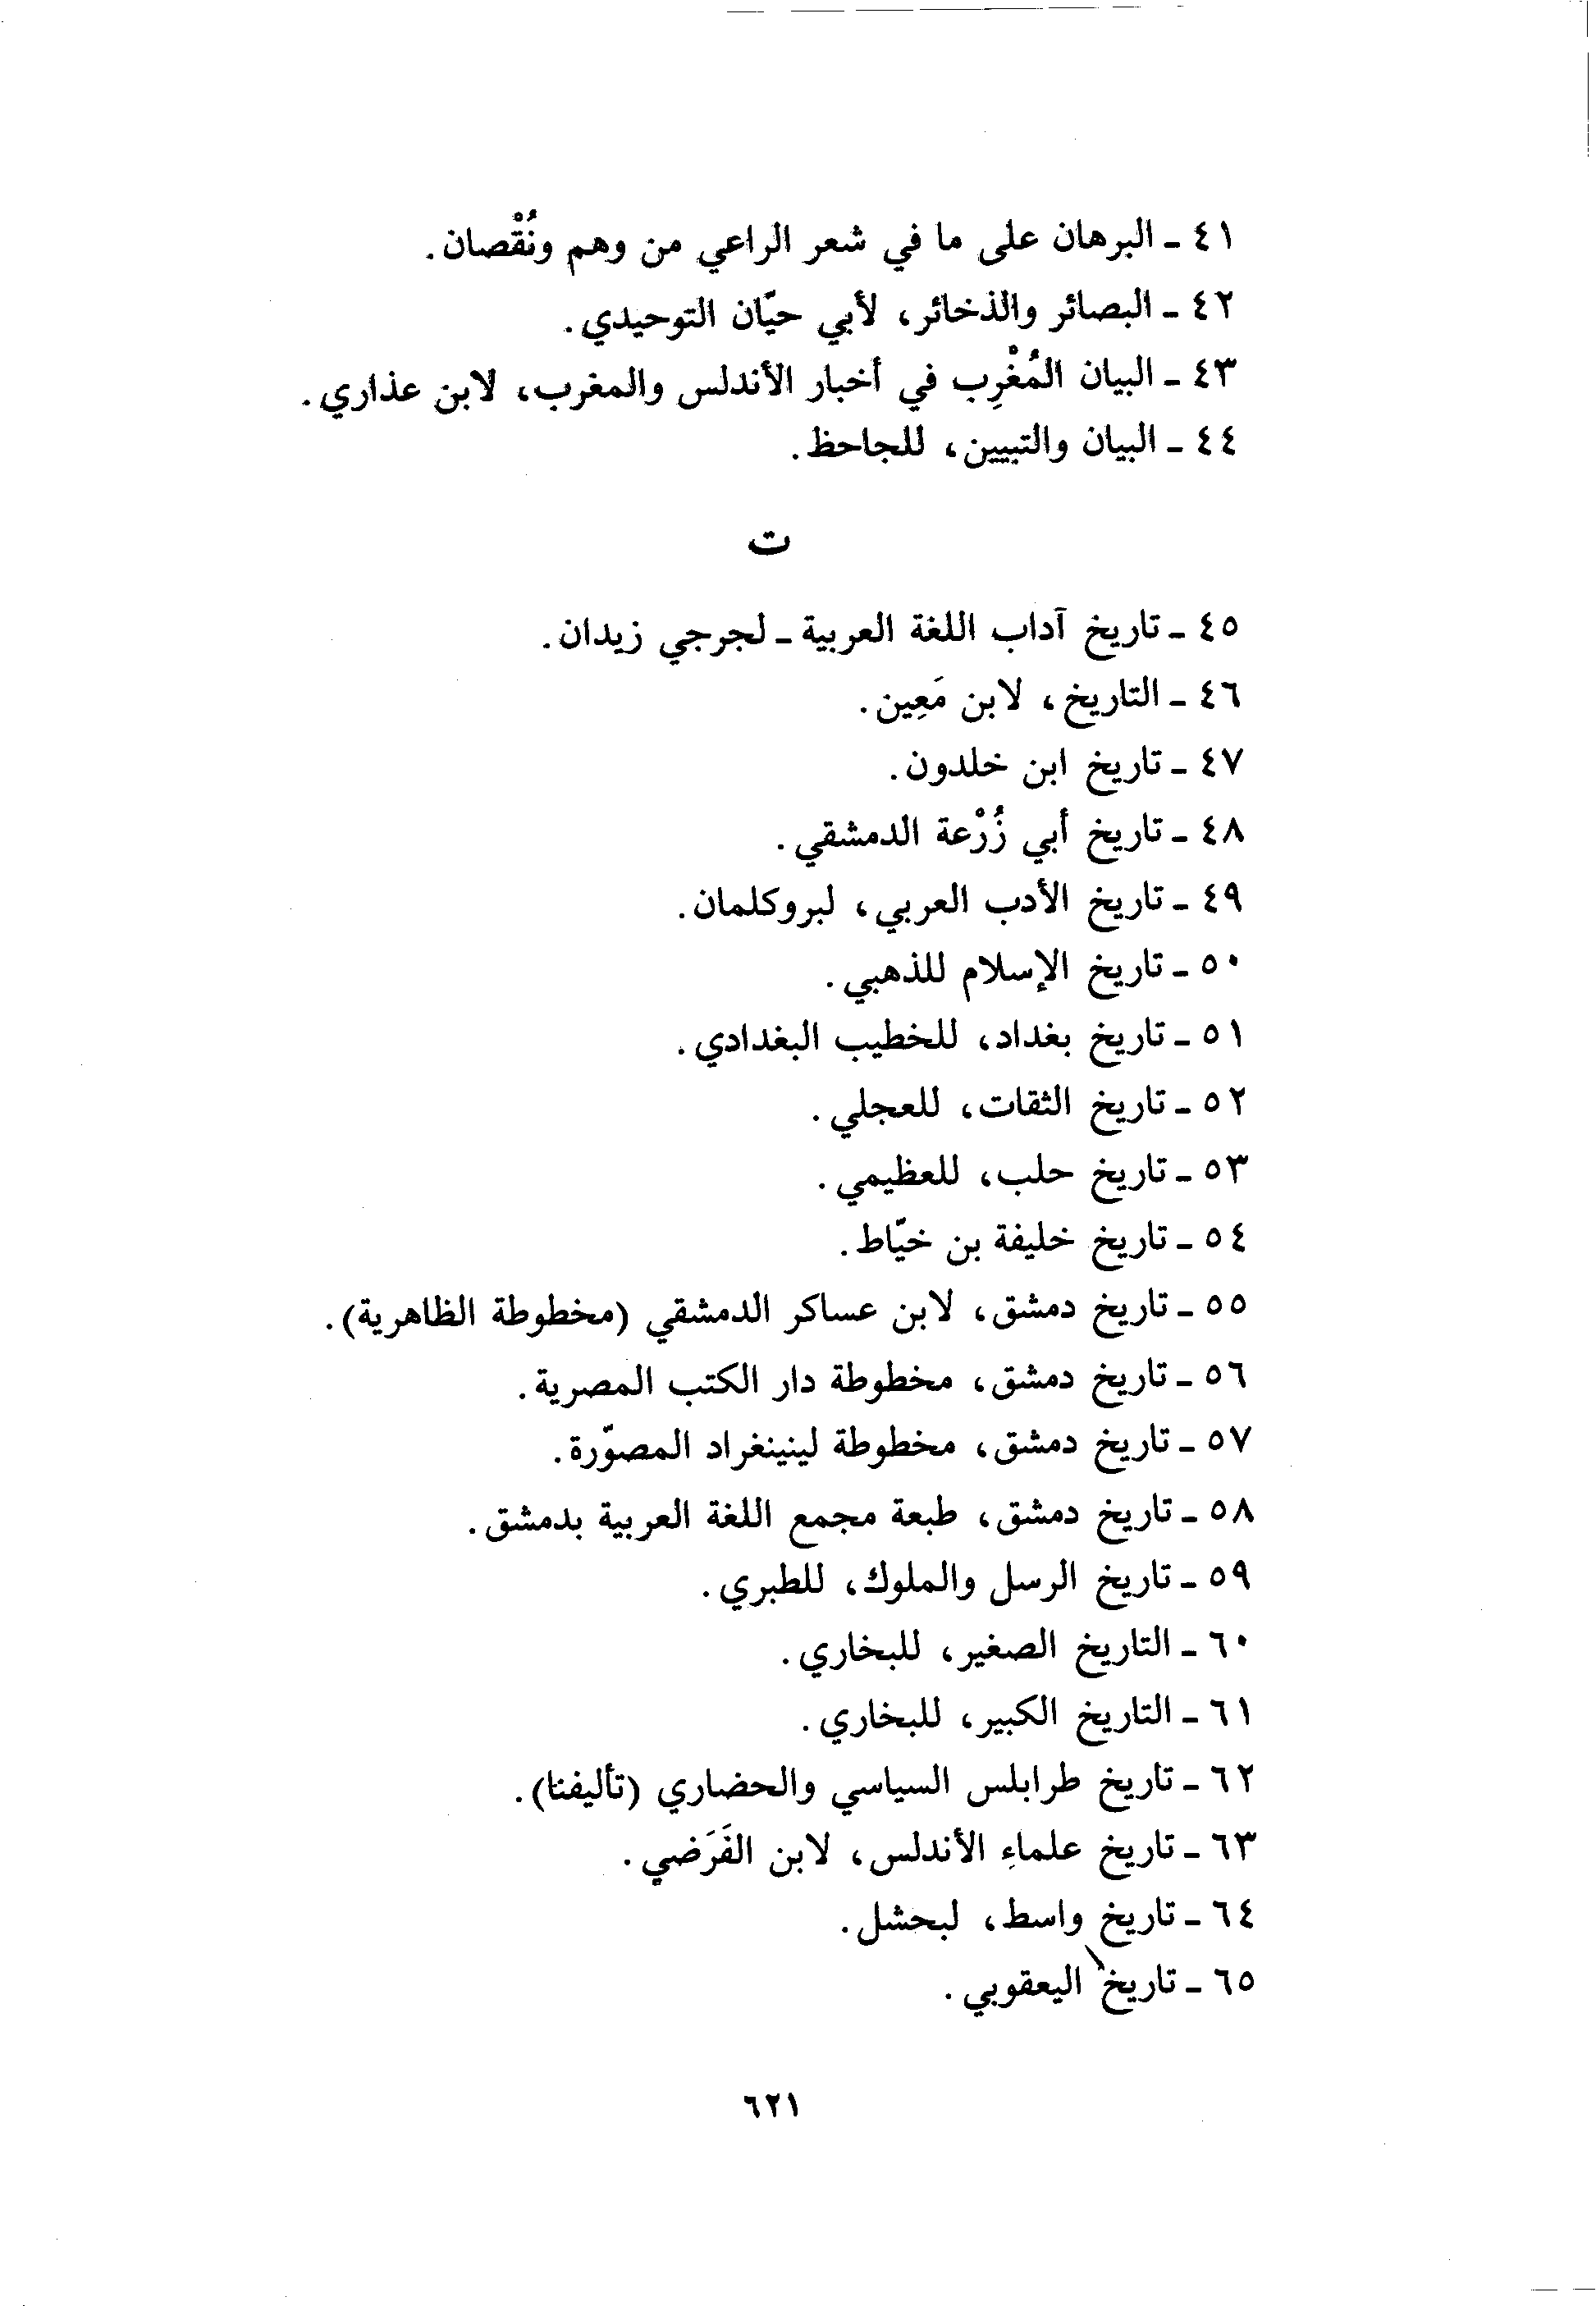 ٤١ ـ البرهان على ما في شعر الراعي من وهم ونُقْصان.
٤٢ ـ البصائر والذخائر، لأبي حيّان التوحيدي.
٤٣ ـ البيان المُغْرِب في أخبار الأندلس والمغرب، لابن عذاري.
٤٤ ـ البيان والتبيين، للجاحظ.
ت
٤٥ ـ تاريخ آداب اللغة العربية ـ لجرجي زيدان.
٤٦ ـ التاريخ، لابن مَعِين.
٤٧ ـ تاريخ ابن خلدون.
٤٨ ـ تاريخ أبي زُرْعة الدمشقي.
٤٩ ـ تاريخ الأدب العربي، لبروكلمان.
٥٠ ـ تاريخ الإسلام للذهبي.
٥١ ـ تاريخ بغداد، للخطيب البغدادي.
٥٢ ـ تاريخ الثقات، للعجلي.
٥٣ ـ تاريخ حلب، للعظيمي.
٥٤ ـ تاريخ خليفة بن خيّاط.
٥٥ ـ تاريخ دمشق، لابن عساكر الدمشقي (مخطوطة الظاهرية).
٥٦ ـ تاريخ دمشق، مخطوطة دار الكتب المصرية.
٥٧ ـ تاريخ دمشق، مخطوطة لينينغراد المصوّرة.
٥٨ ـ تاريخ دمشق، طبعة مجمع اللغة العربية بدمشق.
٥٩ ـ تاريخ الرسل والملوك، للطبري.
٦٠ ـ التاريخ الصغير، للبخاري.
٦١ ـ التاريخ الكبير، للبخاري.
٦٢ ـ تاريخ طرابلس السياسي والحضاري (تأليفنا).
٦٣ ـ تاريخ علماءِ الأندلس، لابن الفَرَضي.
٦٤ ـ تاريخ واسط، لبحشل.
٦٥ ـ تاريخ اليعقوبي.
٦٢١